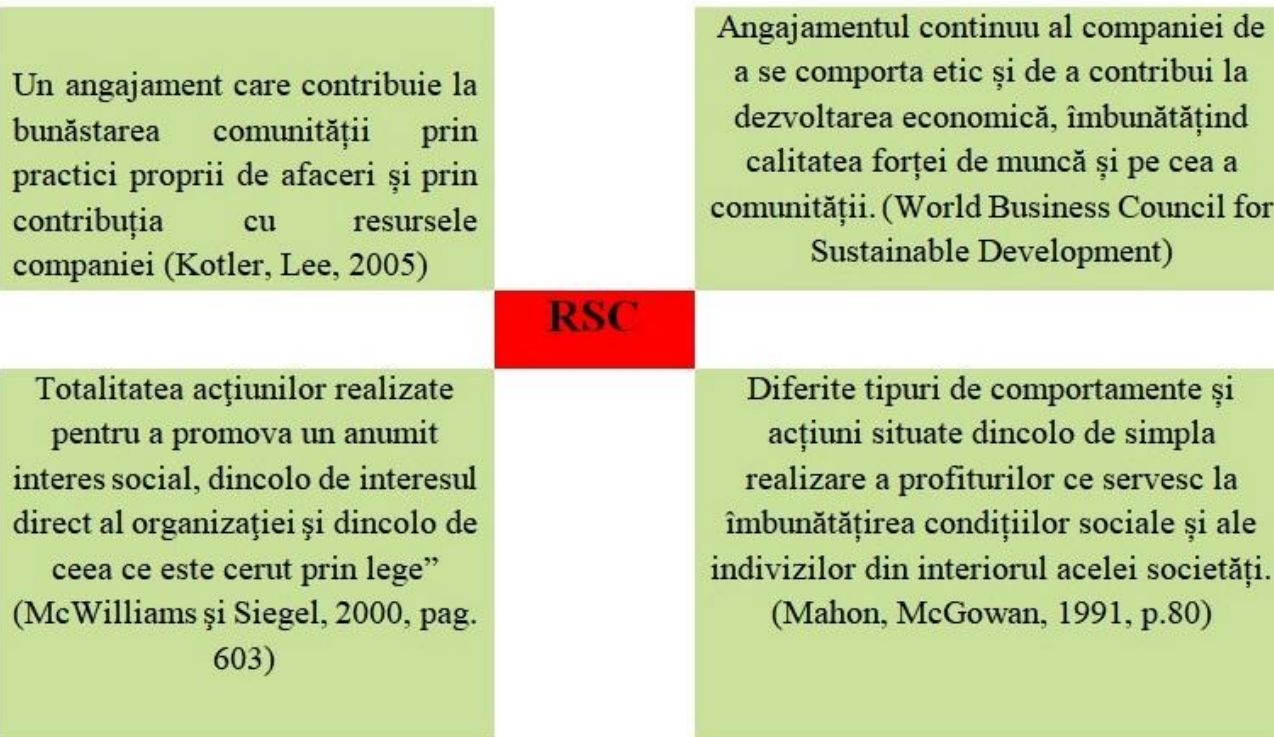 Un angajament care contribuie la
bunăstarea comunității prin
practici proprii de afaceri și prin
contribuția cu resursele
companiei (Kotler, Lee, 2005)
Angajamentul continuu al companiei de
a se comporta etic și de a contribui la
dezvoltarea economică, îmbunătățind
calitatea forței de muncă și pe cea a
comunității. (World Business Council for
Sustainable Development)
RSC
Totalitatea acţiunilor realizate
pentru a promova un anumit
interes social, dincolo de interesul
direct al organizaţiei şi dincolo de
ceea ce este cerut prin lege”
(McWilliams şi Siegel, 2000, pag.
603)
Diferite tipuri de comportamente și
acțiuni situate dincolo de simpla
realizare a profiturilor ce servesc la
îmbunătățirea condițiilor sociale și ale
indivizilor din interiorul acelei societăți.
(Mahon, McGowan, 1991, p.80)